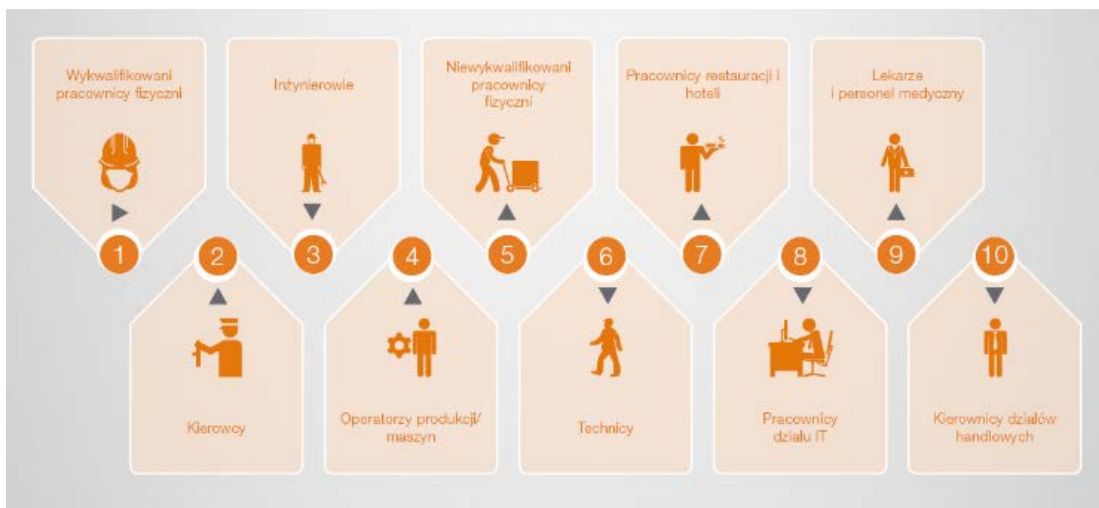 Wykwalifikowani
pracownicy fizyczni
1
2
Kierowcy
Inżynierowie
3
4
Operatorzy produkcji/
maszyn
Niewykwalifikowani
pracownicy
fizyczni
5
6
Technicy
Pracownicy restauracji i
hoteli
7
8
Pracownicy
działu IT
Lekarze
i personel medyczny
9
10
Kierownicy działów
handlowych